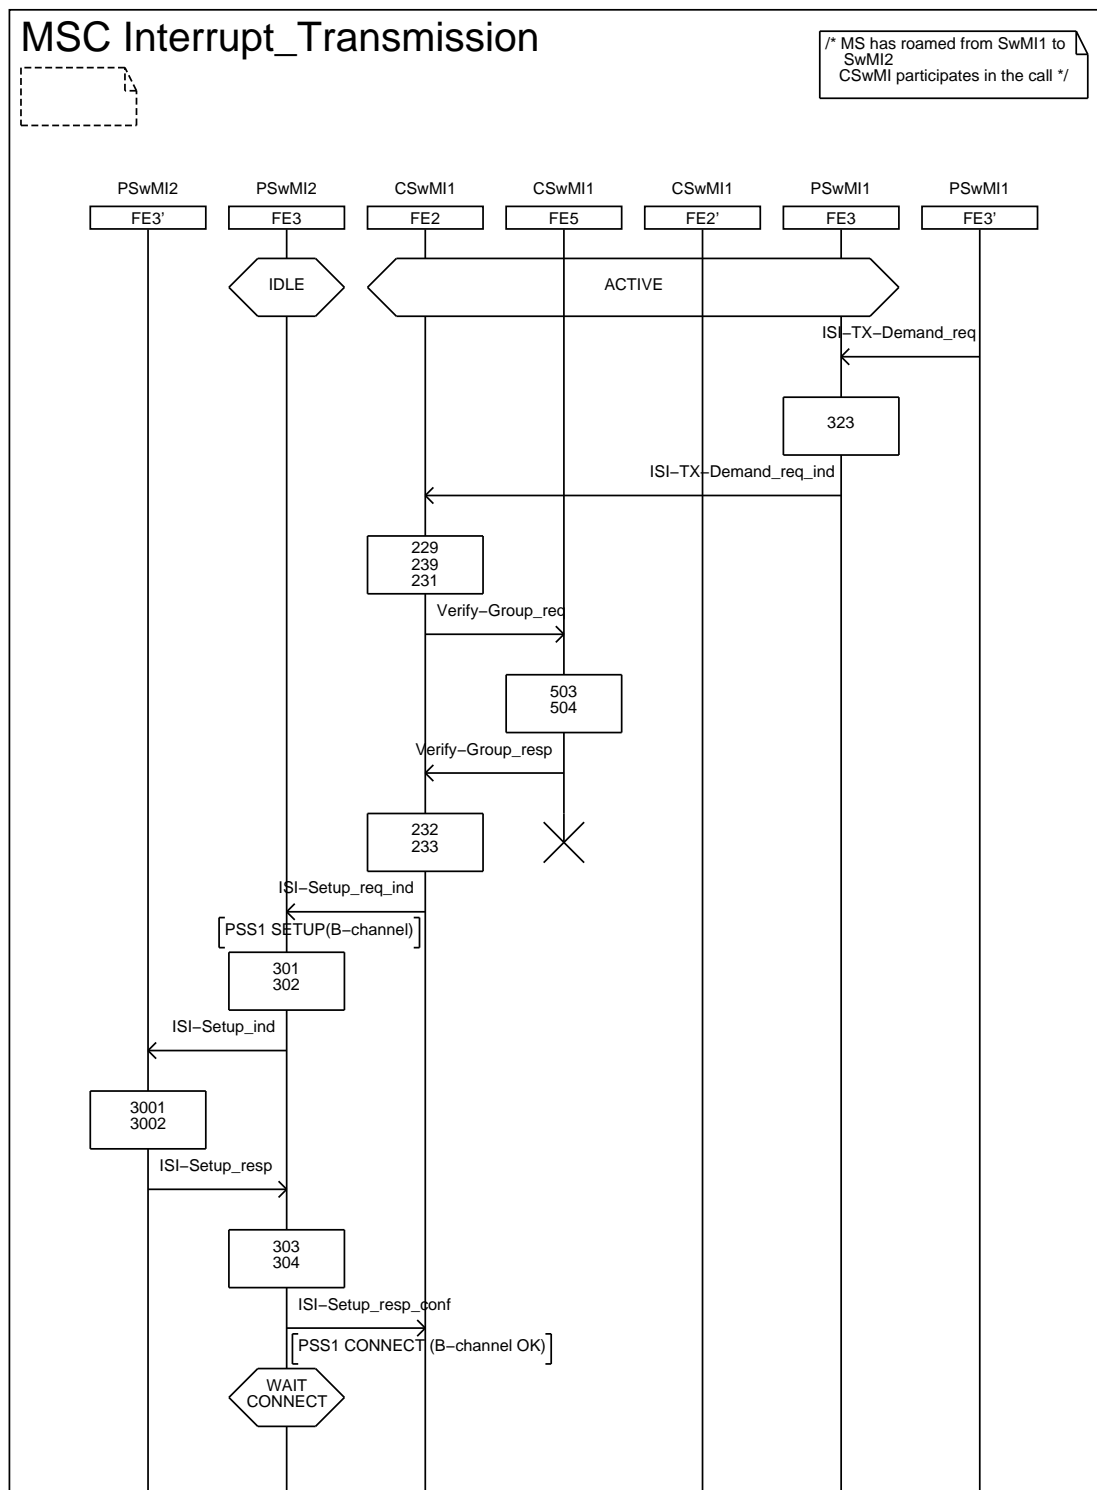 MSC Interrupt_Transmission
/* MS has roamed from SwMI1 to
SwMI2
CSwMI participates in the call */
PSwMI2 PSwMI2 CSwMI1 CSwMI1 CSwMI1 PSwMI1 PSwMI1
FE3' FE3 FE2 FE5 FE2' FE3 FE3'
IDLE ACTIVE
ISI−TX−Demand_req
323
ISI−TX−Demand_req_ind
229
239
231
Verify−Group_req
503
504
Verify−Group_resp
232
233
ISI−Setup_req_ind
PSS1 SETUP(B−channel)
301
302
ISI−Setup_ind
3001
3002
ISI−Setup_resp
303
304
ISI−Setup_resp_conf
PSS1 CONNECT (B−channel OK)
WAIT
CONNECT